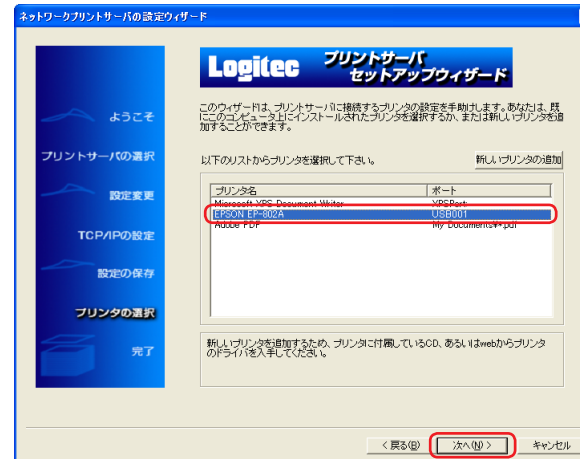 ネットワークプリントサーバの設定ウィザード
Logitec
プリントサーバ
セットアップウィザード
ようこそ
プリントサーバの選択
設定変更
TCP/IPの設定
設定の保存
プリンタの選択
完了
このウィザードは、プリントサーバに接続するプリンタの設定を手助けします。あなたは、既
にこのコンピュータ上にインストールされたプリンタを選択するか、または新しいプリンタを追
加することができます。
以下のリストからプリンタを選択して下さい。
新しいプリンタの追加
プリンタ名 ポート
Microsoft XPS Document Writer XPSPort:
EPSON EP-802A USB001
Adobe PDF My Documents¥*.pdf
新しいプリンタを追加するため、プリンタに付属しているCD、あるいはwebからプリンタ
のドライバを入手してください。
< 戻る(B) 次へ(N) > キャンセル